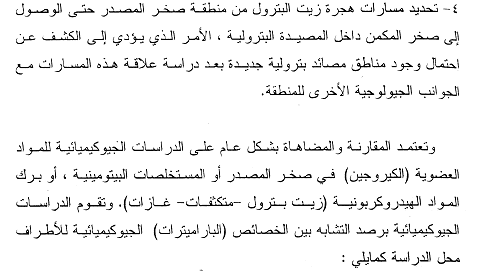 ٤- تحديد مسارات هجرة زيت البترول من منطقة صخر المصدر حتى الوصول
إلى صخر المكمن داخل المصيدة البترولية ، الأمر الذي يؤدي إلى الكشف عن
احتمال وجود مناطق مصائد بترولية جديدة بعد دراسة علاقة هذه المسارات مع
الجوانب الجيولوجية الأخرى للمنطقة.
وتعتمد المقارنة والمضاهاة بشكل عام على الدراسات الجيوكيميائية للمواد
العضوية (الكيروجين) في صخر المصدر أو المستخلصات البيتومينية ، أو برك
المواد الهيدروكربونية (زيت بترول -متكثفات- غازات). وتقوم الدراسات
الجيوكيميائية برصد التشابه بين الخصائص (الباراميترات) الجيوكيميائية للأطراف
محل الدراسة كمايلي :